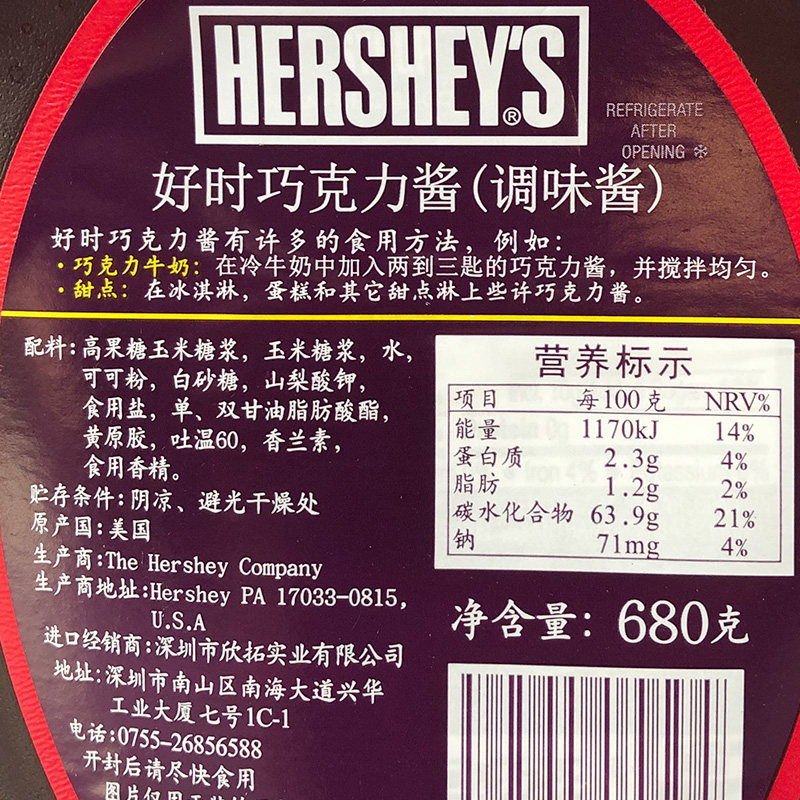 HERSHEY'S®
REFRIGERATE
AFTER
OPENING
好时巧克力酱(调味酱)
好时巧克力酱有许多的食用方法，例如：
·巧克力牛奶：在冷牛奶中加入两到三匙的巧克力酱，并搅拌均匀。
·甜点：在冰淇淋，蛋糕和其它甜点淋上些许巧克力酱。
配料：高果糖玉米糖浆，玉米糖浆，水，
可可粉，白砂糖，山梨酸钾，
食用盐，单、双甘油脂肪酸酯，
黄原胶，吐温60，香兰素，
食用香精。
贮存条件：阴凉、避光干燥处
原产国：美国
生产商：The Hershey Company
生产商地址：Hershey PA 17033-0815,
U.S.A
进口经销商：深圳市欣拓实业有限公司
地址：深圳市南山区南海大道兴华
工业大厦七号1C-1
电话：0755-26856588
开封后请尽快食用
营养标示
项目 每100克 NRV%
能量 1170kJ 14%
蛋白质 2.3g 4%
脂肪 1.2g 2%
碳水化合物 63.9g 21%
钠 71mg 4%
净含量：680克